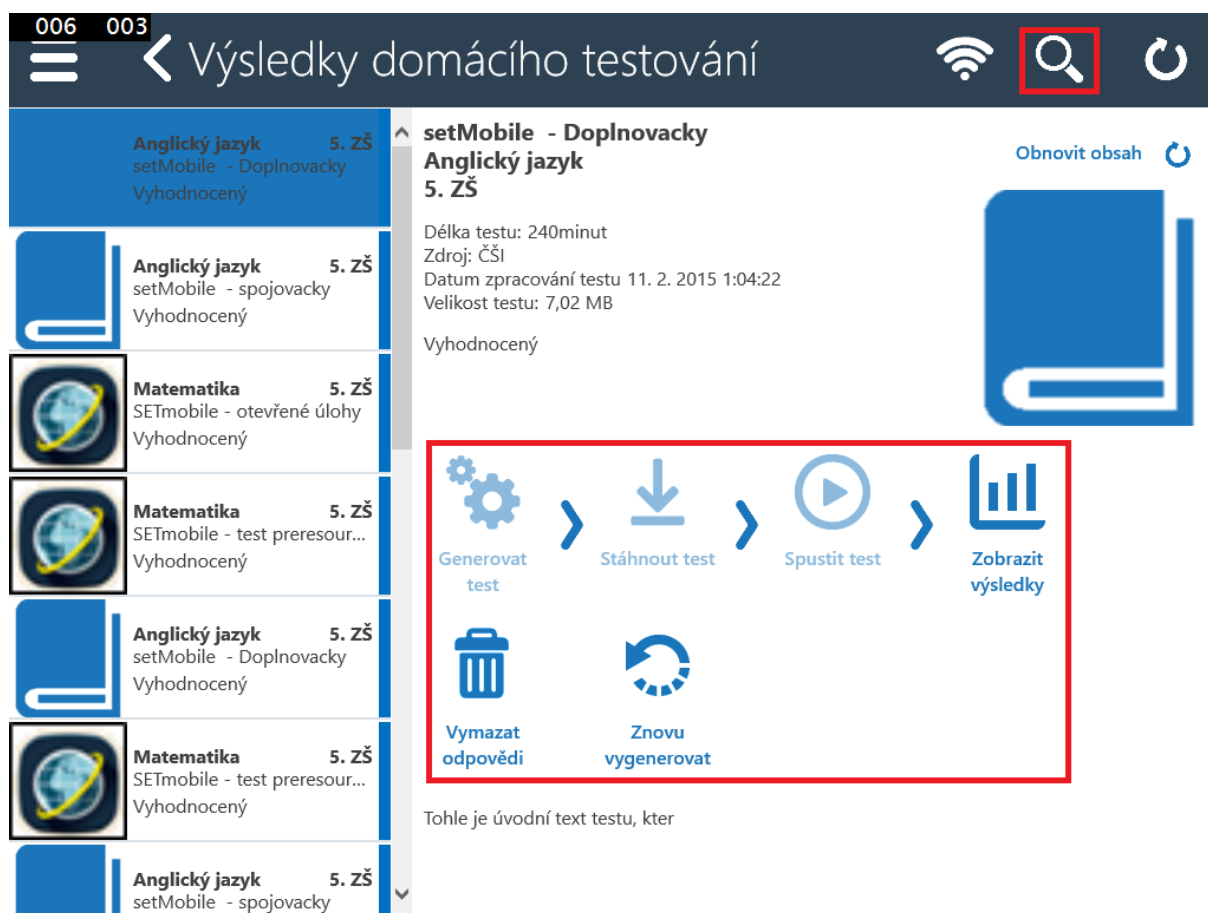 006 003
Výsledky domácího testování
Anglický jazyk 5. ZŠ
setMobile - Doplnovacky
Vyhodnocený
Anglický jazyk 5. ZŠ
setMobile - spojovacky
Vyhodnocený
Matematika 5. ZŠ
SETmobile - otevřené úlohy
Vyhodnocený
Matematika 5. ZŠ
SETmobile - test preresour...
Vyhodnocený
Anglický jazyk 5. ZŠ
setMobile - Doplnovacky
Vyhodnocený
Matematika 5. ZŠ
SETmobile - test preresour...
Vyhodnocený
Anglický jazyk 5. ZŠ
setMobile - spojovacky
setMobile - Doplnovacky
Anglický jazyk
5. ZŠ
Obnovit obsah
Délka testu: 240minut
Zdroj: ČŠI
Datum zpracování testu 11. 2. 2015 1:04:22
Velikost testu: 7,02 MB
Vyhodnocený
Generovat
test
Stáhnout test
Spustit test
Zobrazit
výsledky
Vymazat
odpovědi
Znovu
vygenerovat
Tohle je úvodní text testu, kter